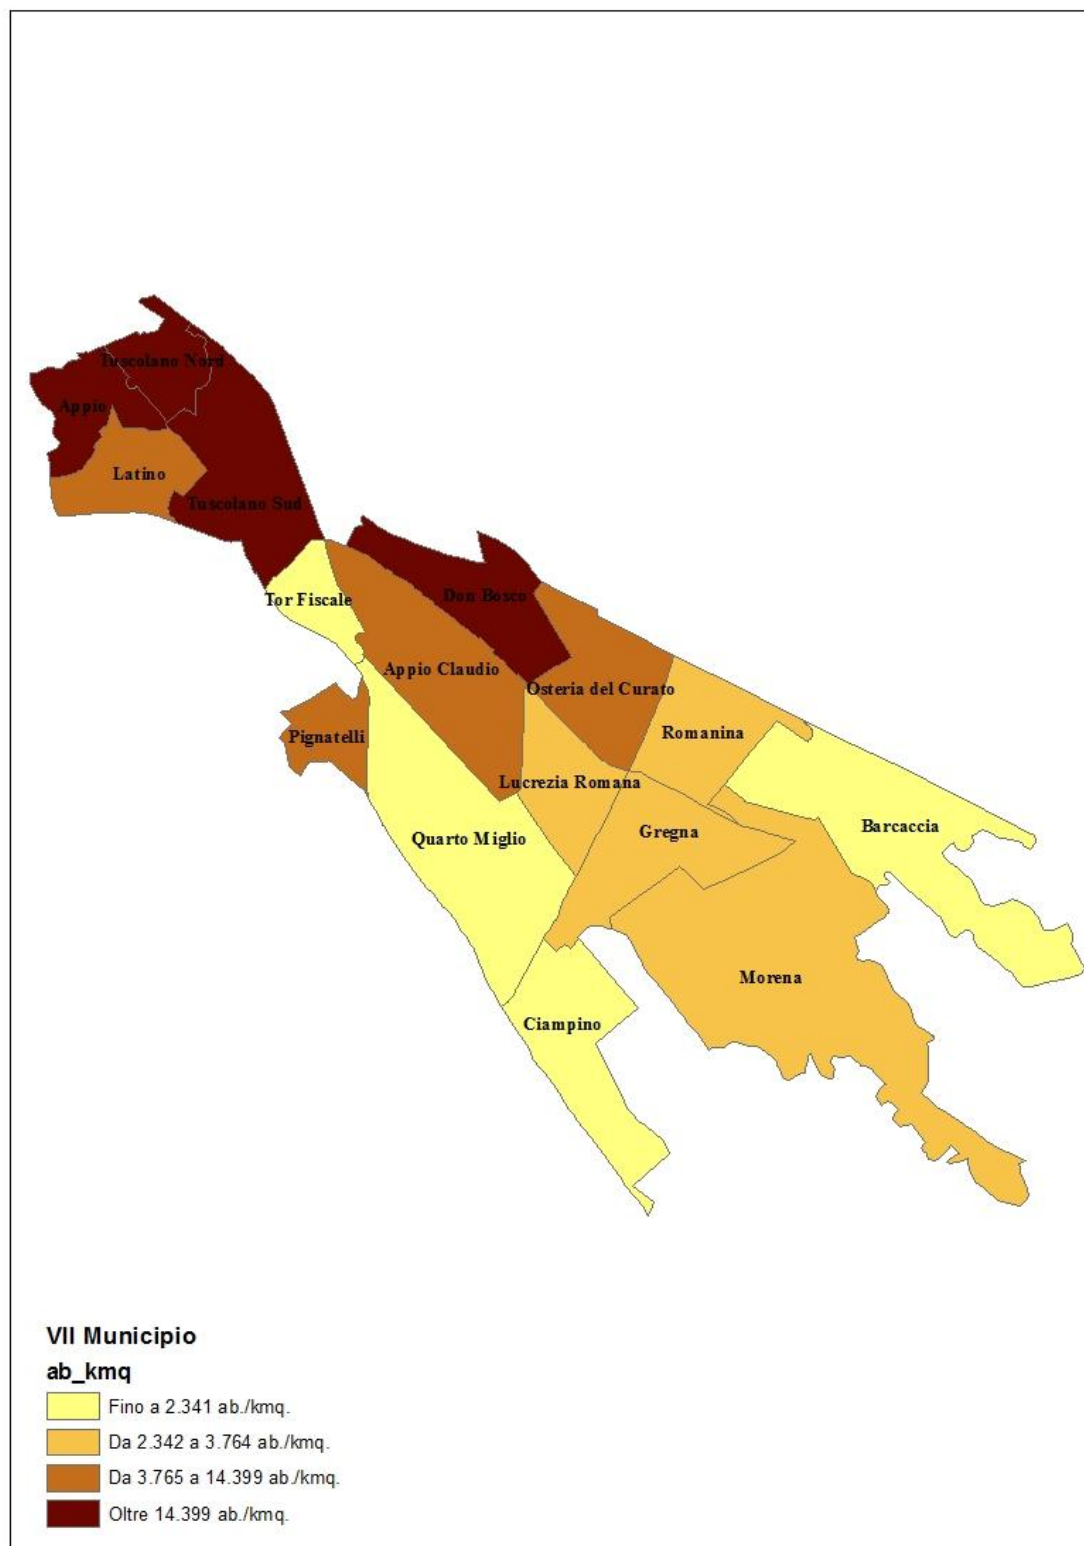 Tuscolano Nord
Appio
Latino
Tuscolano Sud
Don Bosco
Tor Fiscale
Appio Claudio
Osteria del Curato
Romanina
Pignatelli
Lucrezia Romana
Barcaccia
Gregna
Quarto Miglio
Morena
Ciampino
VII Municipio
ab_kmq
Fino a 2.341 ab./kmq.
Da 2.342 a 3.764 ab./kmq.
Da 3.765 a 14.399 ab./kmq.
Oltre 14.399 ab./kmq.